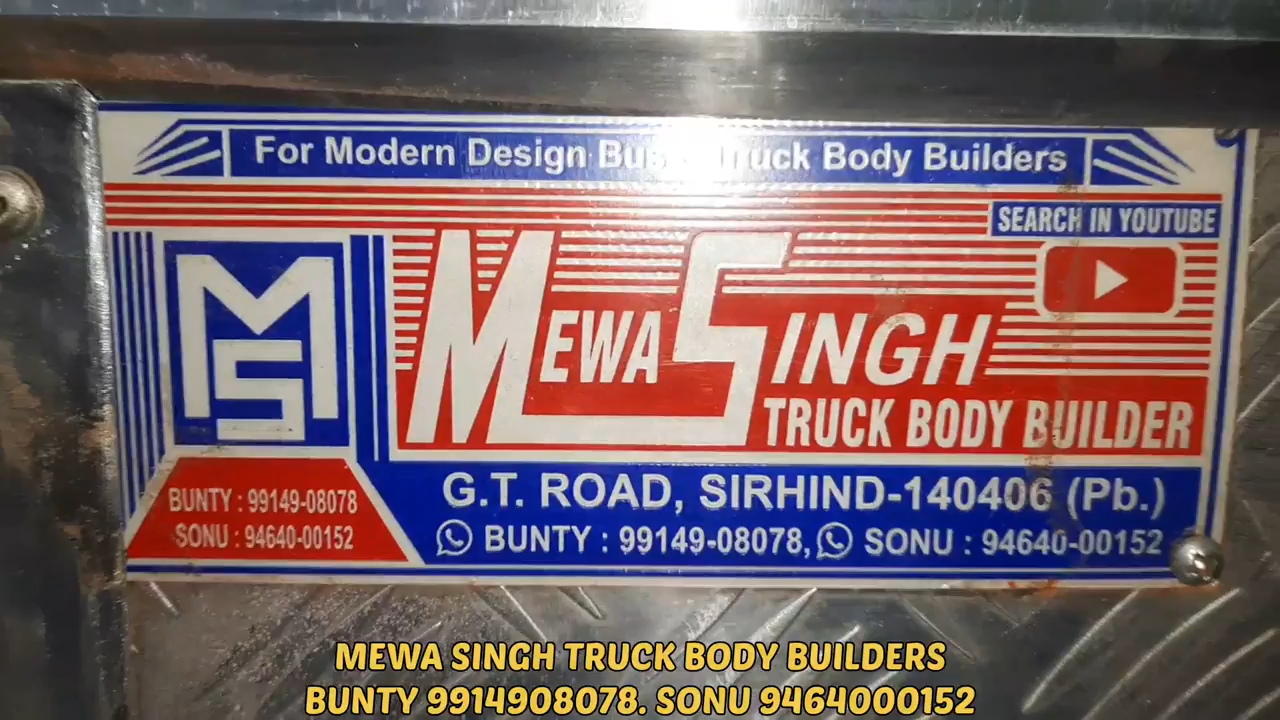 For Modern Design Bus Truck Body Builders
SEARCH IN YOUTUBE
MS
MEWA SINGH
TRUCK BODY BUILDER
BUNTY : 99149-08078
SONU : 94640-00152
G.T. ROAD, SIRHIND-140406 (Pb.)
BUNTY : 99149-08078, SONU : 94640-00152
MEWA SINGH TRUCK BODY BUILDERS
BUNTY 9914908078. SONU 9464000152